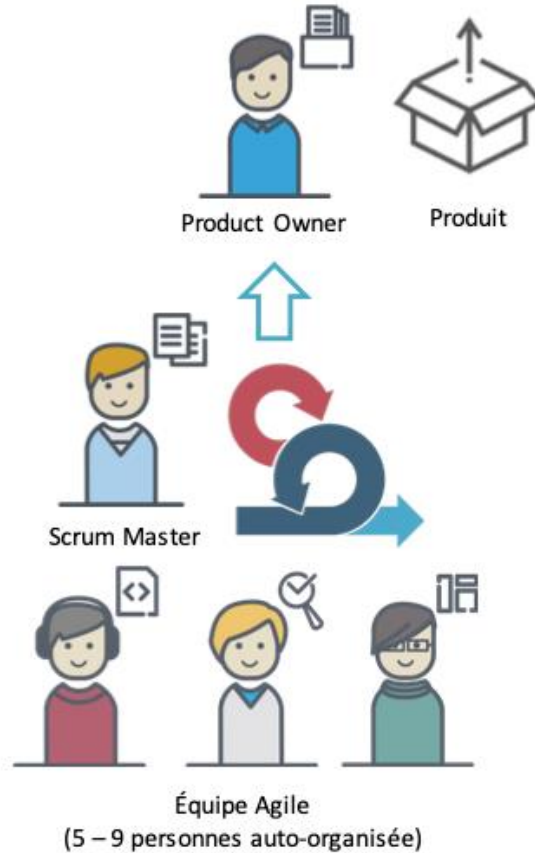 Product Owner
Produit
Scrum Master
Équipe Agile
(5 – 9 personnes auto-organisée)